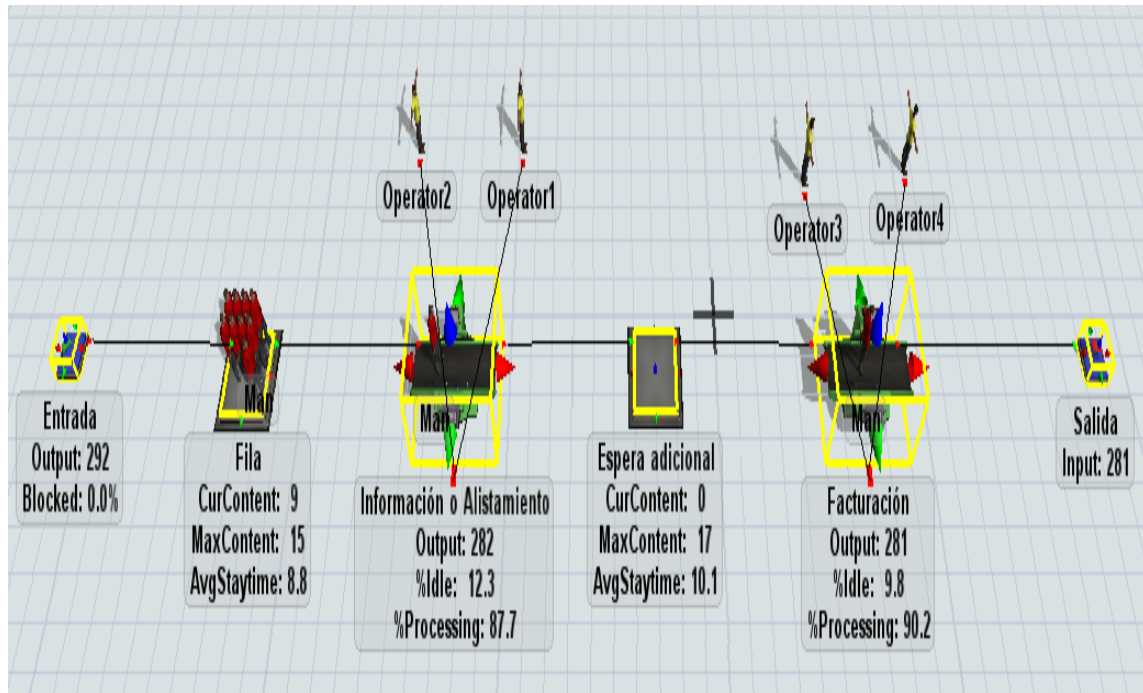 Operator2
Operator1
Operator3
Operator4
Man
Man
Man
Entrada
Output: 292
Blocked: 0.0%
Fila
CurContent: 9
MaxContent: 15
AvgStaytime: 8.8
Información o Alistamiento
Output: 282
%Idle: 12.3
%Processing: 87.7
Espera adicional
CurContent: 0
MaxContent: 17
AvgStaytime: 10.1
Facturación
Output: 281
%Idle: 9.8
%Processing: 90.2
Salida
Input: 281